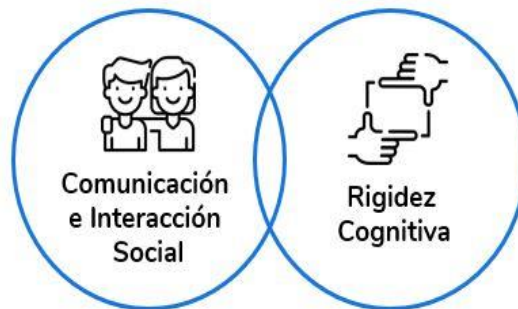 Comunicación
e Interacción
Social
Rigidez
Cognitiva